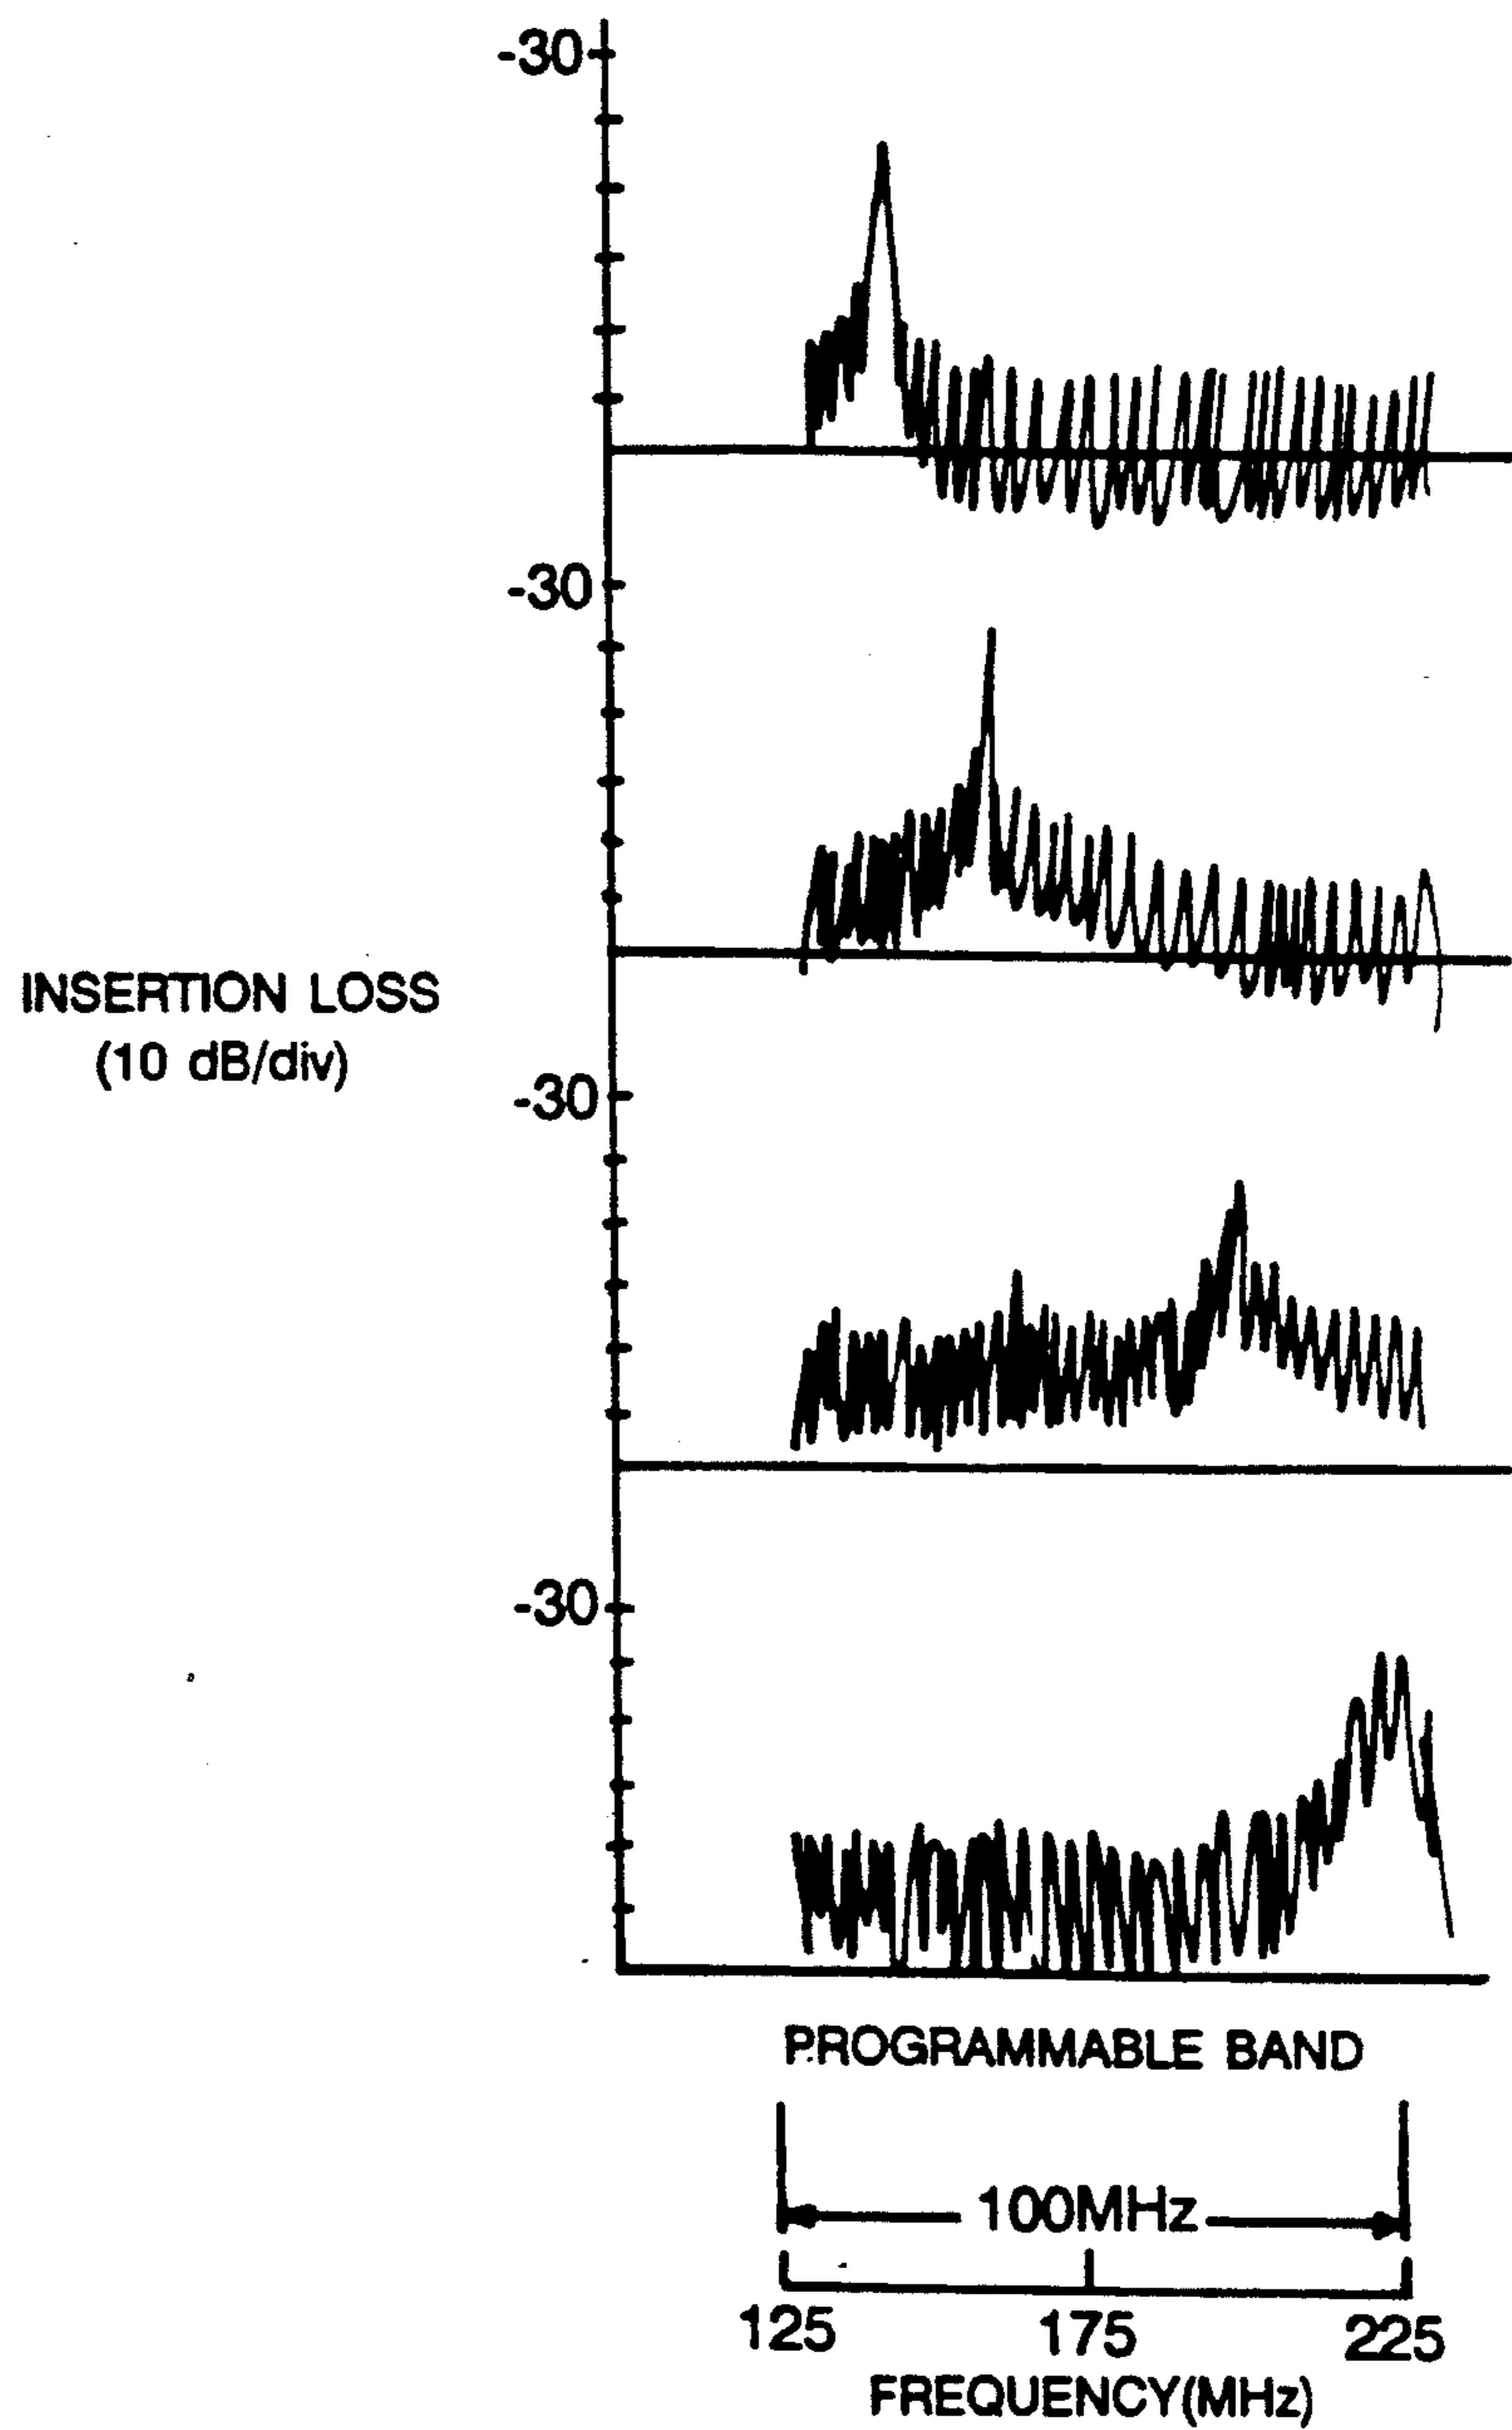 -30
-30
INSERTION LOSS
(10 dB/div)
-30
-30
PROGRAMMABLE BAND
100MHz
125 175 225
FREQUENCY(MHz)